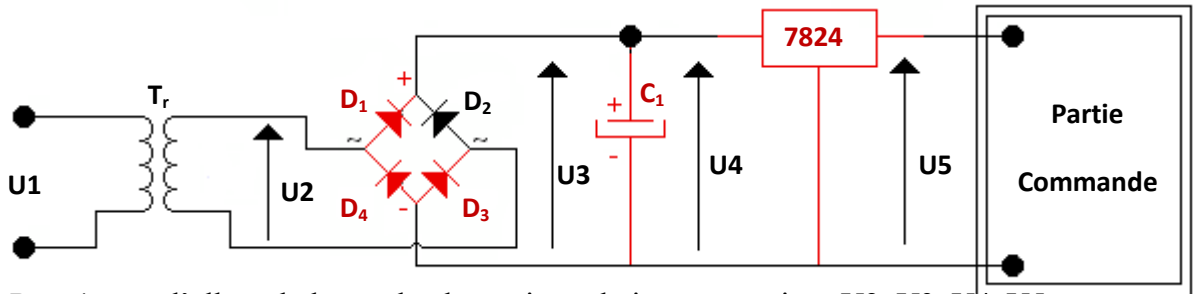 7824
+
D₁
D₂
C₁
+
Tᵣ
~
~
Partie
U1
U2
U3
-
U4
U5
Commande
D₄
-
D₃